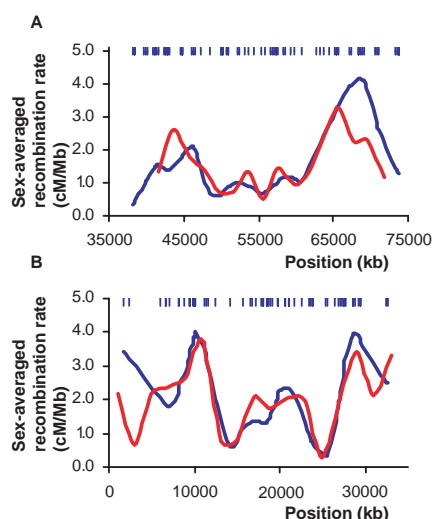 A
Sex-averaged
recombination rate
(cM/Mb)
5.0
4.0
3.0
2.0
1.0
0.0
35000 45000 55000 65000 75000
Position (kb)
B
Sex-averaged
recombination rate
(cM/Mb)
5.0
4.0
3.0
2.0
1.0
0.0
0 10000 20000 30000
Position (kb)